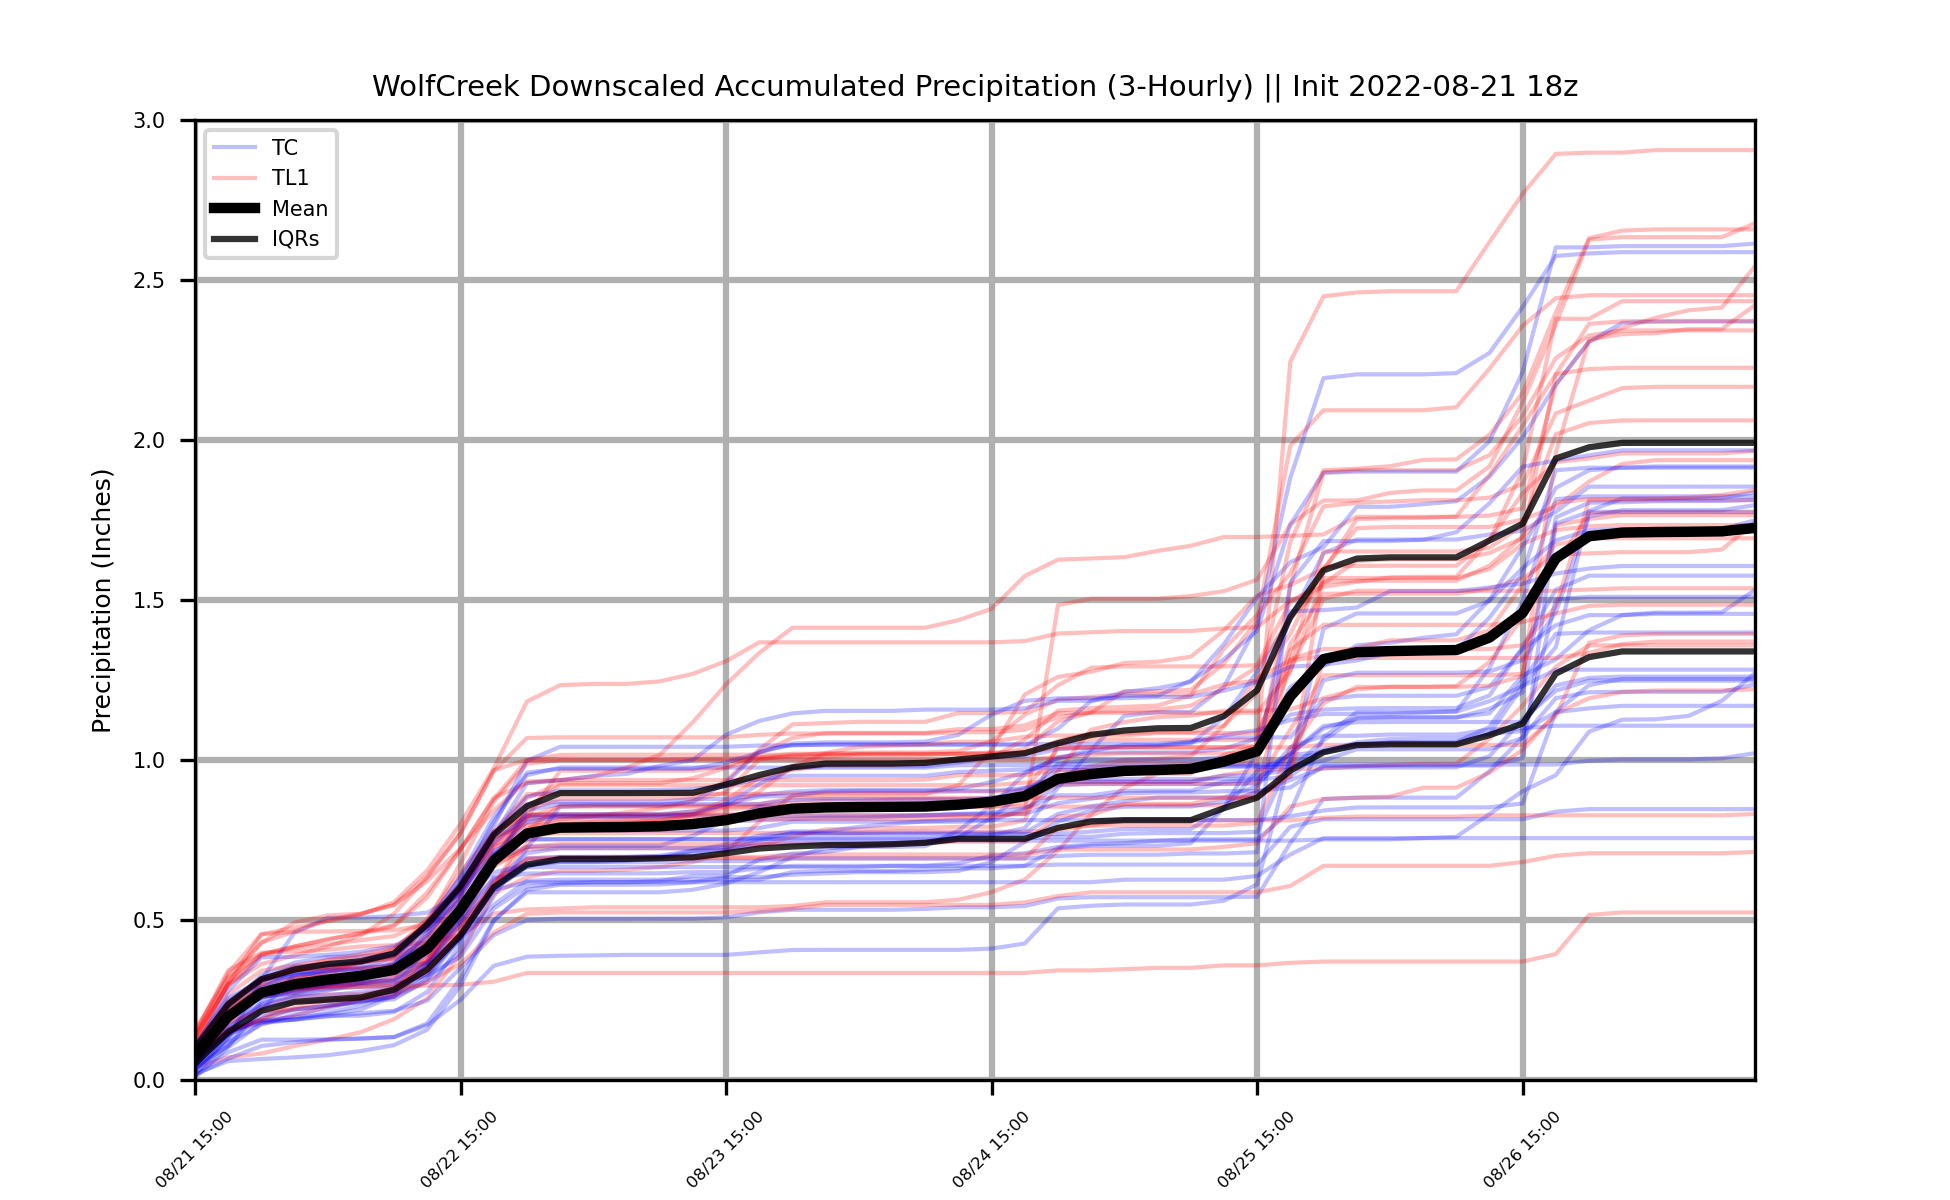 WolfCreek Downscaled Accumulated Precipitation (3-Hourly) || Init 2022-08-21 18z
3.0
2.5
2.0
1.5
1.0
0.5
0.0
Precipitation (Inches)
TC
TL1
Mean
IQRs
08/21 15:00
08/22 15:00
08/23 15:00
08/24 15:00
08/25 15:00
08/26 15:00